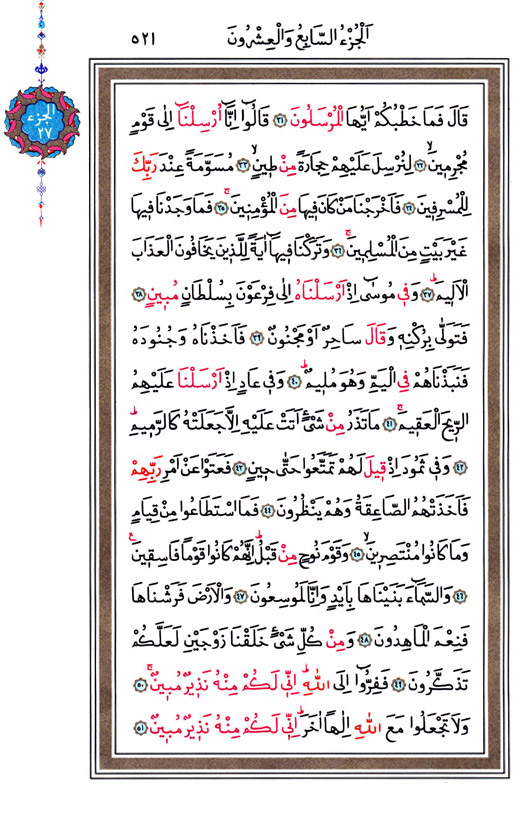 اَلْجُزْءُ السَّابِعُ وَالْعِشْرُونَ ٥٢١
الجزء
٢٧
قَالَ فَمَا خَطْبُكُمْ اَيُّهَا الْمُرْسَلُونَ ﴿٣١﴾ قَالُٓوا اِنَّٓا اُرْسِلْنَٓا اِلٰى قَوْمٍ
مُجْرِمٖينَۙ ﴿٣٢﴾ لِنُرْسِلَ عَلَيْهِمْ حِجَارَةً مِنْ طٖينٍۙ ﴿٣٣﴾ مُسَوَّمَةً عِنْدَ رَبِّكَ
لِلْمُسْرِفٖينَ ﴿٣٤﴾ فَاَخْرَجْنَا مَنْ كَانَ فٖيهَا مِنَ الْمُؤْمِنٖينَۚ ﴿٣٥﴾ فَمَا وَجَدْنَا فٖيهَا
غَيْرَ بَيْتٍ مِنَ الْمُسْلِمٖينَۚ ﴿٣٦﴾ وَتَرَكْنَا فٖيهَٓا اٰيَةً لِلَّذٖينَ يَخَافُونَ الْعَذَابَ
الْاَلٖيمَۜ ﴿٣٧﴾ وَفٖي مُوسٰٓى اِذْ اَرْسَلْنَاهُ اِلٰى فِرْعَوْنَ بِسُلْطَانٍ مُبٖينٍ ﴿٣٨﴾
فَتَوَلّٰى بِرُكْنِهٖ وَقَالَ سَاحِرٌ اَوْ مَجْنُونٌ ﴿٣٩﴾ فَاَخَذْنَاهُ وَجُنُودَهُ
فَنَبَذْنَاهُمْ فِي الْيَمِّ وَهُوَ مُلٖيمٌۜ ﴿٤٠﴾ وَفٖي عَادٍ اِذْ اَرْسَلْنَا عَلَيْهِمُ
الرّٖيحَ الْعَقٖيمَۚ ﴿٤١﴾ مَا تَذَرُ مِنْ شَيْءٍ اَتَتْ عَلَيْهِ اِلَّا جَعَلَتْهُ كَالرَّمٖيمِۜ
﴿٤٢﴾ وَفٖي ثَمُودَ اِذْ قٖيلَ لَهُمْ تَمَتَّعُوا حَتّٰى حٖينٍ ﴿٤٣﴾ فَعَتَوْا عَنْ اَمْرِ رَبِّهِمْ
فَاَخَذَتْهُمُ الصَّاعِقَةُ وَهُمْ يَنْظُرُونَ ﴿٤٤﴾ فَمَا اسْتَطَاعُوا مِنْ قِيَامٍ
وَمَا كَانُوا مُنْتَصِرٖينَۙ ﴿٤٥﴾ وَقَوْمَ نُوحٍ مِنْ قَبْلُۜ اِنَّهُمْ كَانُوا قَوْمًا فَاسِقٖينَ۟
﴿٤٦﴾ وَالسَّمَٓاءَ بَنَيْنَاهَا بِاَيْدٍ وَاِنَّا لَمُوسِعُونَ ﴿٤٧﴾ وَالْاَرْضَ فَرَشْنَاهَا
فَنِعْمَ الْمَاهِدُونَ ﴿٤٨﴾ وَمِنْ كُلِّ شَيْءٍ خَلَقْنَا زَوْجَيْنِ لَعَلَّكُمْ
تَذَكَّرُونَ ﴿٤٩﴾ فَفِرُّٓوا اِلَى اللّٰهِۜ اِنّٖي لَكُمْ مِنْهُ نَذٖيرٌ مُبٖينٌۚ ﴿٥٠﴾
وَلَا تَجْعَلُوا مَعَ اللّٰهِ اِلٰهًا اٰخَرَۜ اِنّٖي لَكُمْ مِنْهُ نَذٖيرٌ مُبٖينٌۚ ﴿٥١﴾